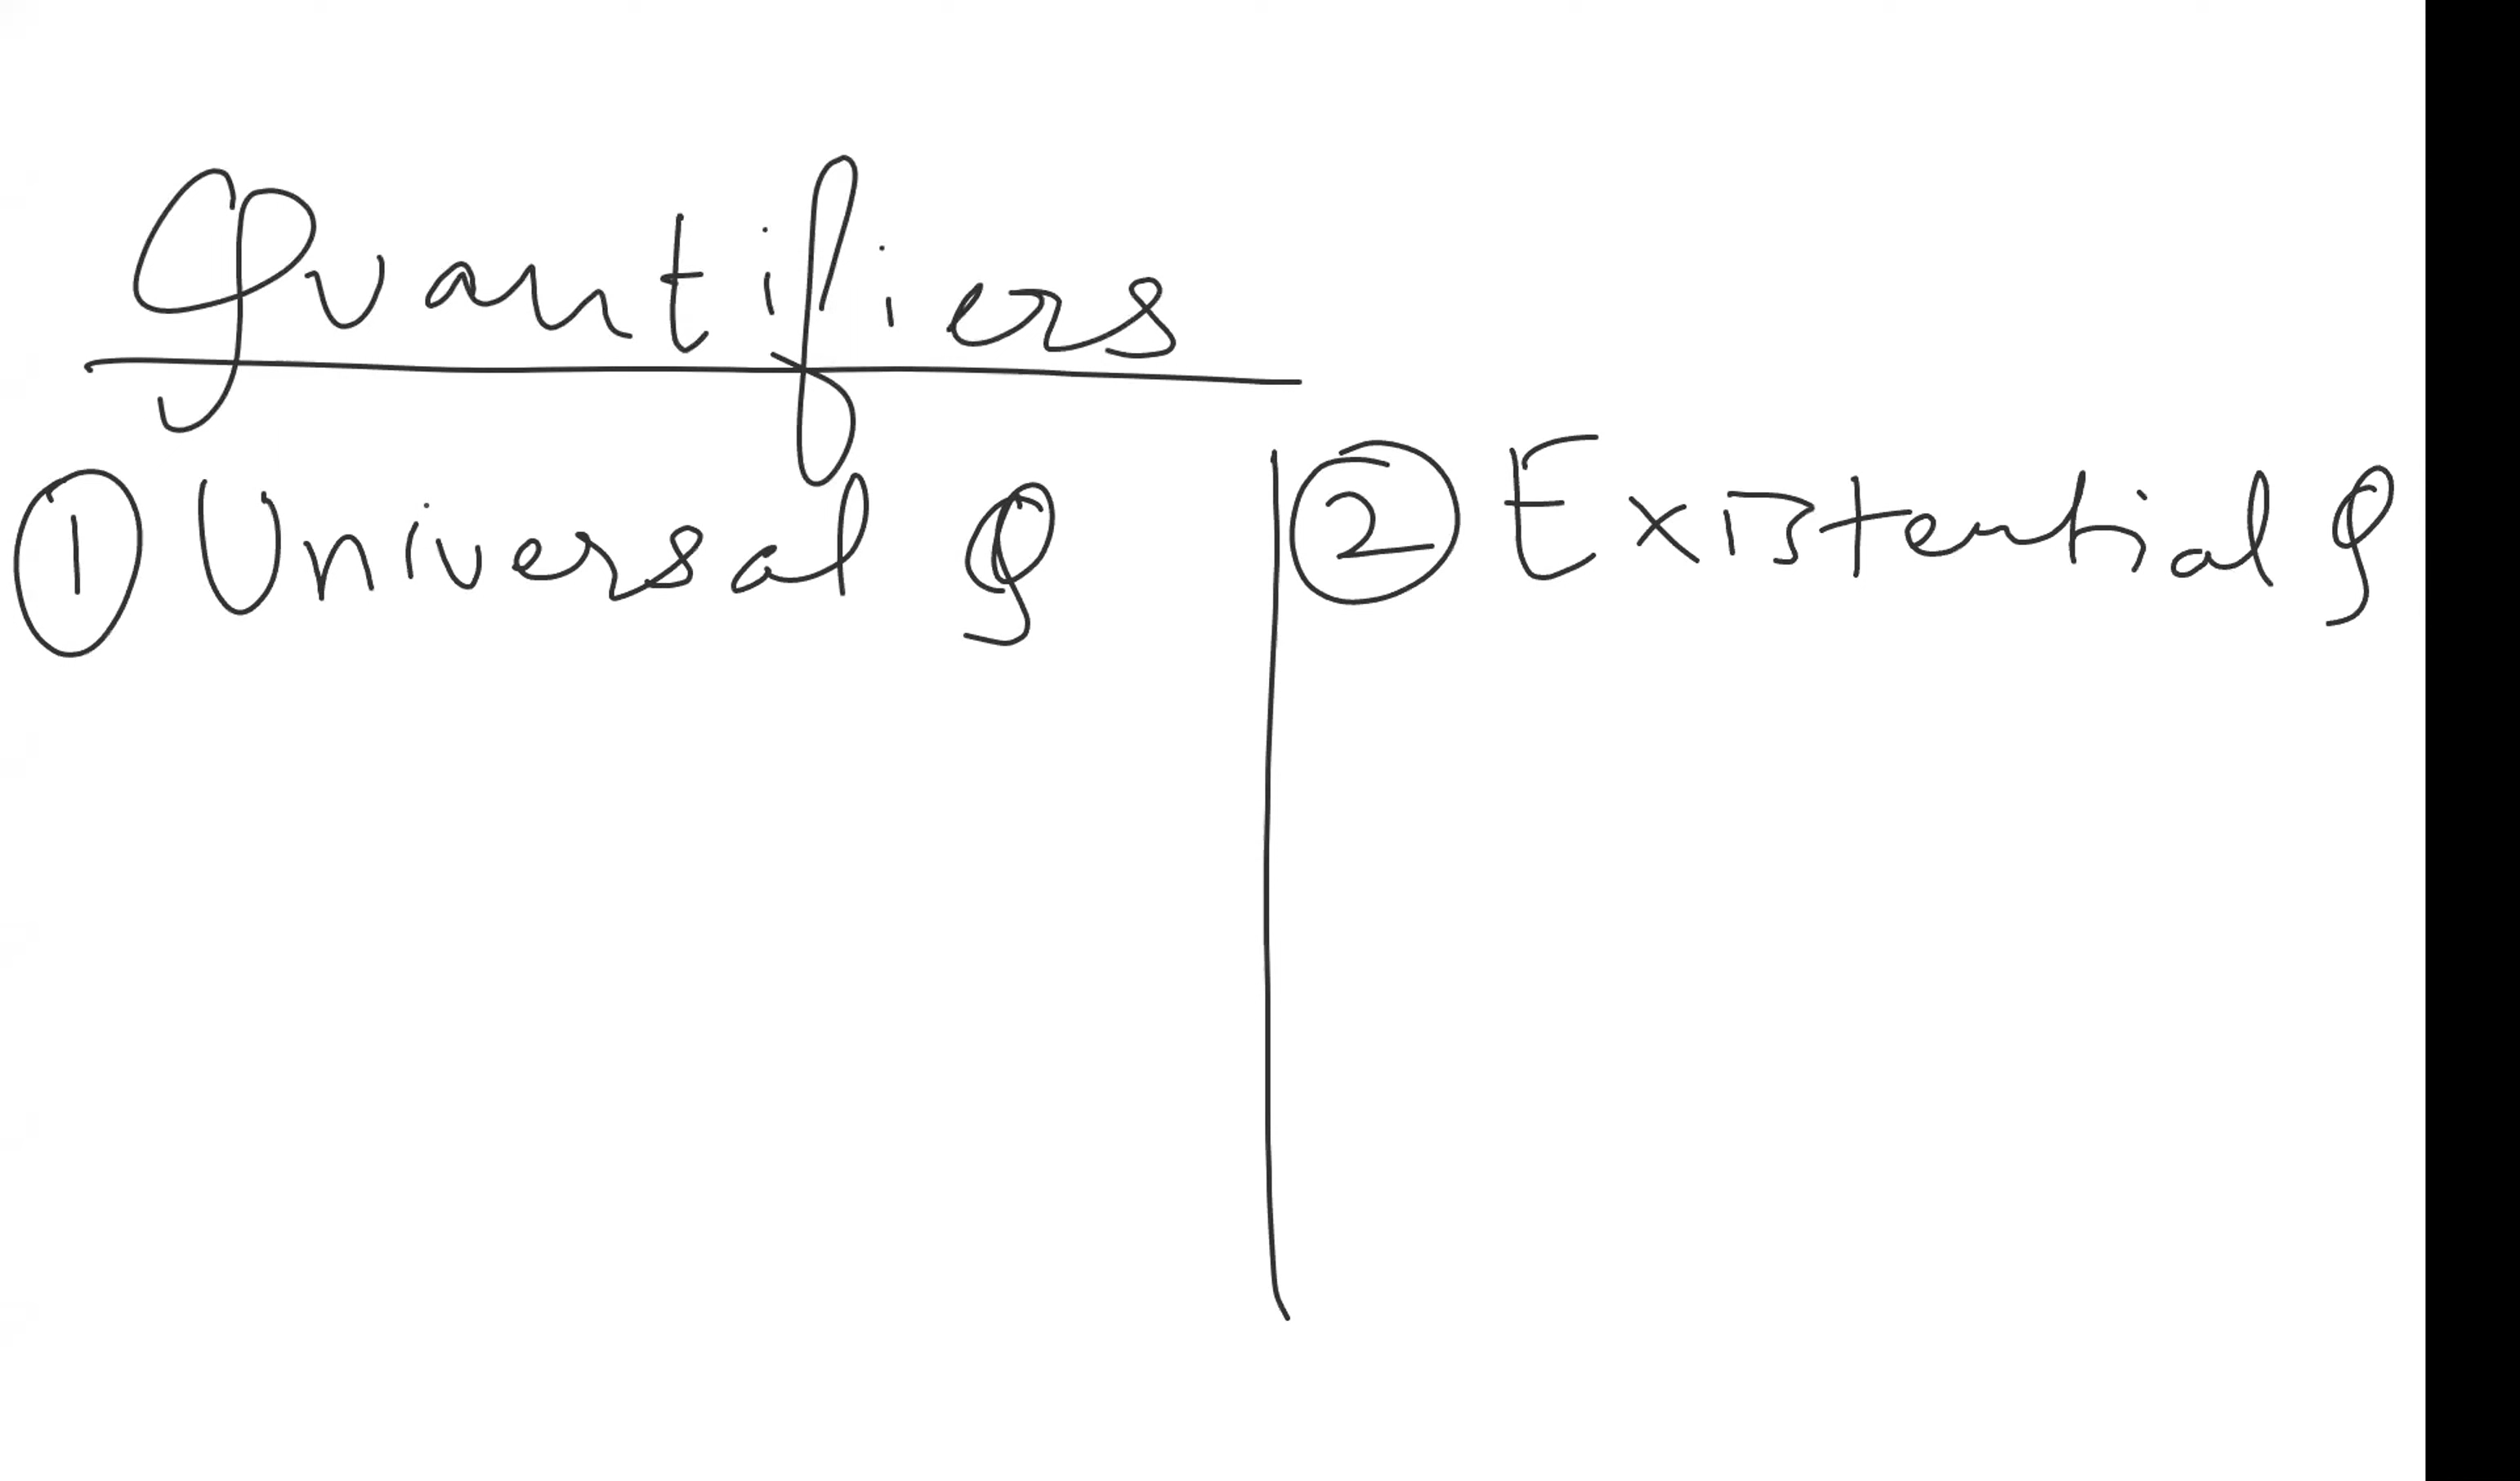 Quantifiers
① Universal Q
② Existential Q